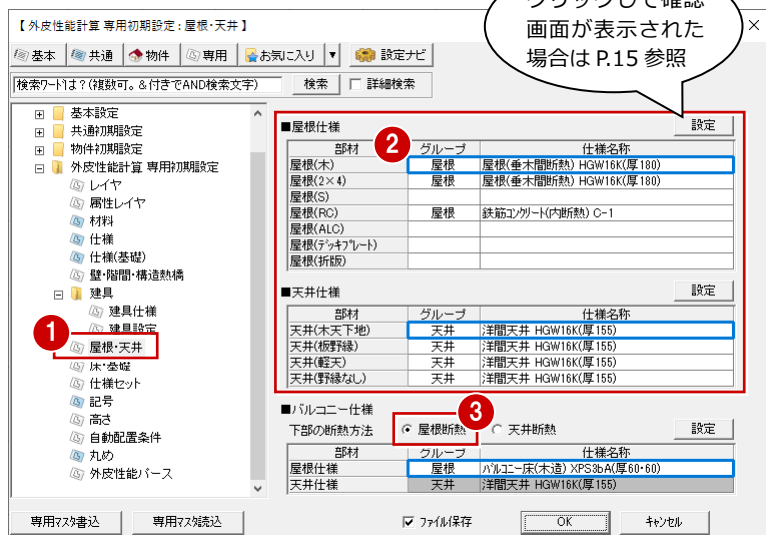 クリックして確認
画面が表示された
場合は P.15 参照
【 外皮性能計算 専用初期設定 : 屋根・天井 】
基本 共通 物件 専用 お気に入り 設定ナビ
検索ワードは？(複数可。&付きでAND検索文字) 検索 詳細検索
基本設定
共通初期設定
物件初期設定
外皮性能計算 専用初期設定
レイヤ
属性レイヤ
材料
仕様
仕様(基礎)
壁・階間・構造熱橋
建具
建具仕様
建具設定
1
屋根・天井
床・基礎
仕様セット
記号
高さ
自動配置条件
丸め
外皮性能パース
■屋根仕様 設定
2
部材 グループ 仕様名称
屋根(木) 屋根 屋根(垂木間断熱) HGW16K(厚180)
屋根(2×4) 屋根 屋根(垂木間断熱) HGW16K(厚180)
屋根(S)
屋根(RC) 屋根 鉄筋コンクリート(内断熱) C-1
屋根(ALC)
屋根(デッキプレート)
屋根(折版)
■天井仕様 設定
部材 グループ 仕様名称
天井(木天下地) 天井 洋間天井 HGW16K(厚155)
天井(板野縁) 天井 洋間天井 HGW16K(厚155)
天井(軽天) 天井 洋間天井 HGW16K(厚155)
天井(野縁なし) 天井 洋間天井 HGW16K(厚155)
■バルコニー仕様
3
下部の断熱方法 屋根断熱 天井断熱 設定
部材 グループ 仕様名称
屋根仕様 屋根 バルコニー床(木造) XPS3bA(厚60・60)
天井仕様 天井 洋間天井 HGW16K(厚155)
専用マスタ書込 専用マスタ読込 ファイル保存 OK キャンセル